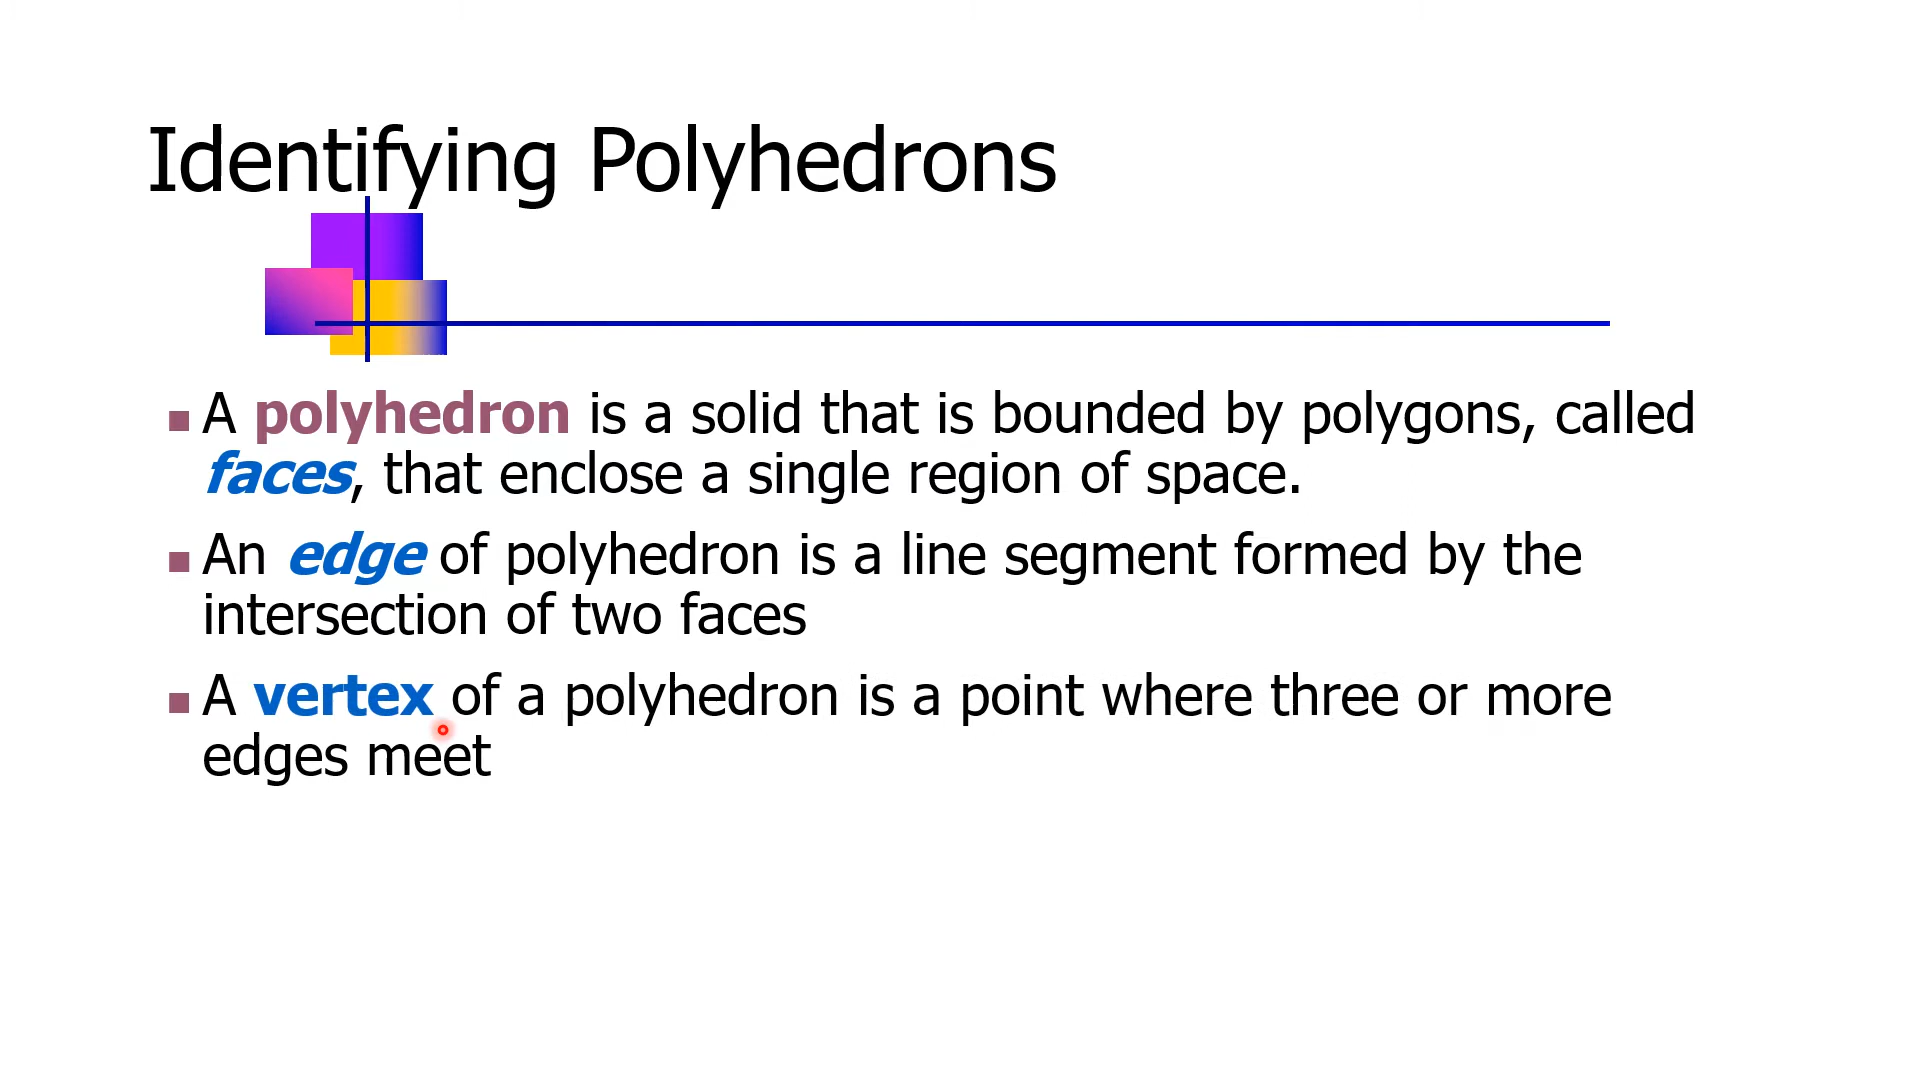 Identifying Polyhedrons
A polyhedron is a solid that is bounded by polygons, called
faces, that enclose a single region of space.
An edge of polyhedron is a line segment formed by the
intersection of two faces
A vertex of a polyhedron is a point where three or more
edges meet